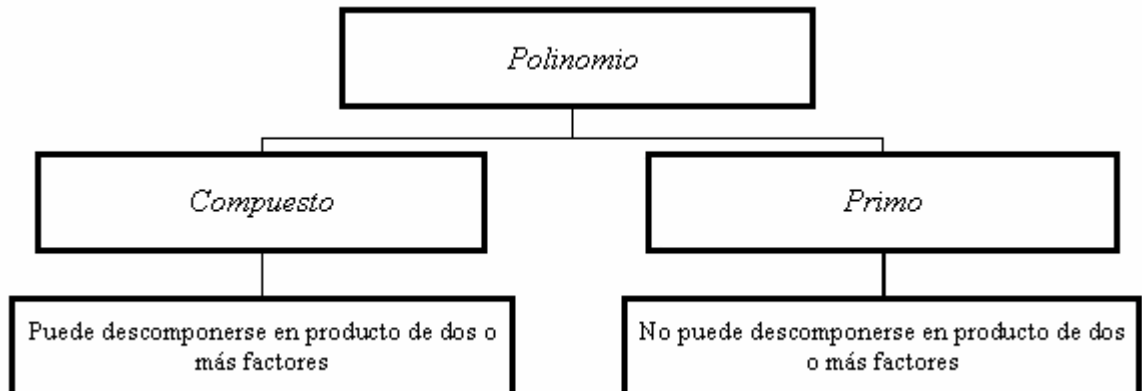 Polinomio
Compuesto
Primo
Puede descomponerse en producto de dos o
más factores
No puede descomponerse en producto de dos
o más factores